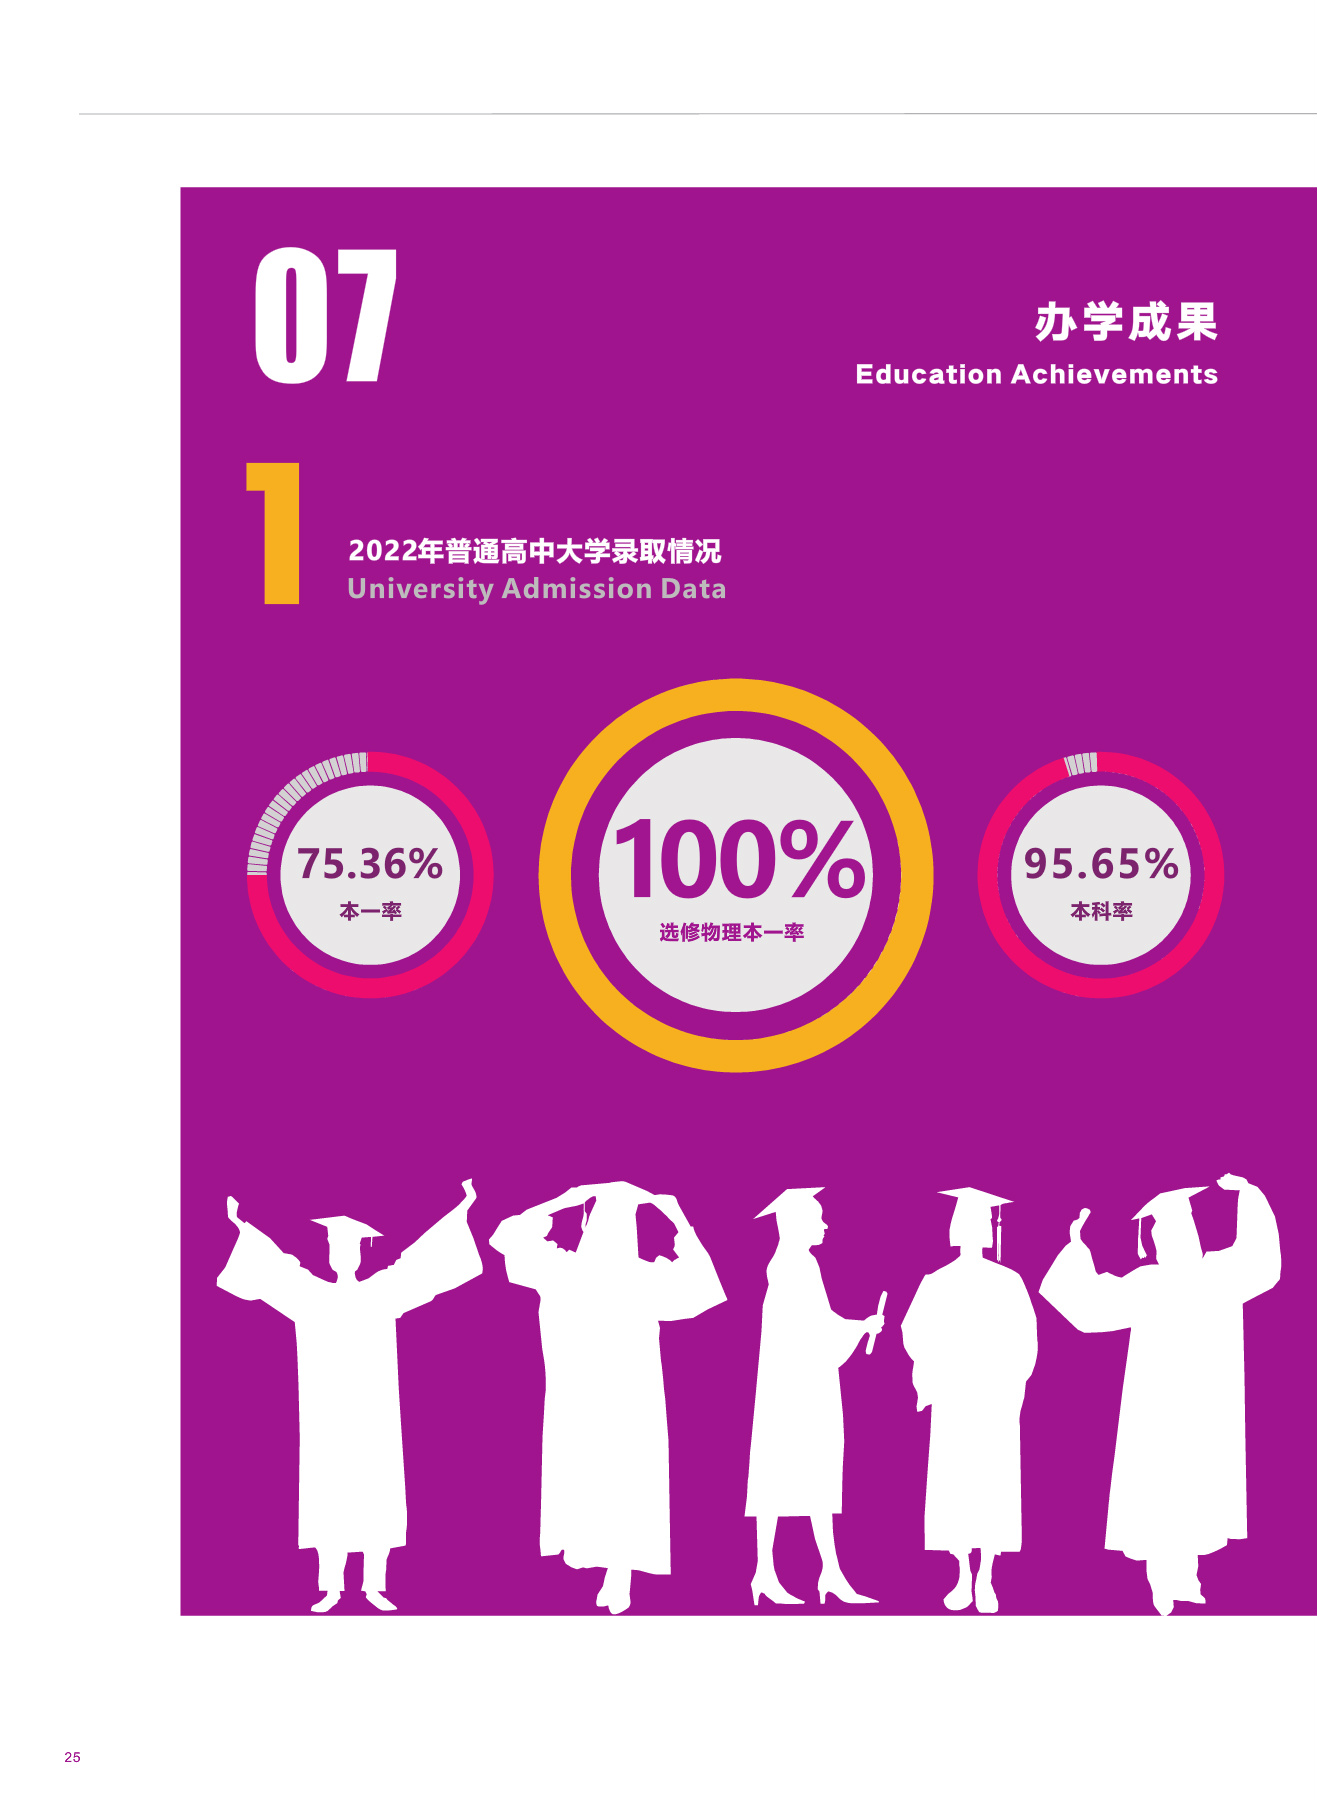 07
办学成果
Education Achievements
1
2022年普通高中大学录取情况
University Admission Data
75.36%
本一率
100%
选修物理本一率
95.65%
本科率
25